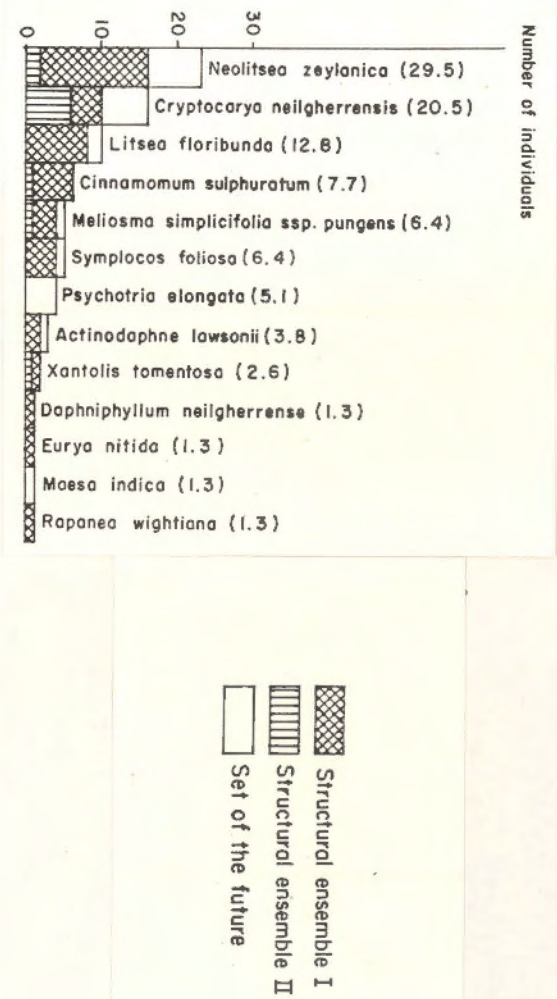 Number of individuals
0
10
20
30
Neolitsea zeylanica (29.5)
Cryptocarya neilgherrensis (20.5)
Litsea floribunda (12.8)
Cinnamomum sulphuratum (7.7)
Meliosma simplicifolia ssp. pungens (6.4)
Symplocos foliosa (6.4)
Psychotria elongata (5.1)
Actinodaphne lawsonii (3.8)
Xantolis tomentosa (2.6)
Daphniphyllum neilgherrense (1.3)
Eurya nitida (1.3)
Maesa indica (1.3)
Rapanea wightiana (1.3)
Structural ensemble I
Structural ensemble II
Set of the future